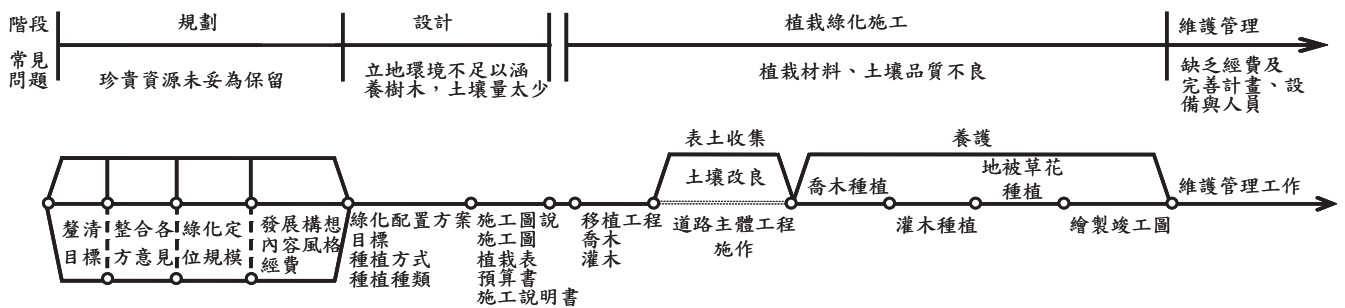 階段
規劃
設計
植栽綠化施工
維護管理
常見
問題
珍貴資源未妥為保留
立地環境不足以涵
養樹木，土壤量太少
植栽材料、土壤品質不良
缺乏經費及
完善計畫、設
備與人員
表土收集
養護
土壤改良
喬木種植
地被草花
種植
維護管理工作
釐清
目標
整合各
方意見
綠化定
位規模
發展構想
內容風格
經費
綠化配置方案
目標
種植方式
種植種類
施工圖說
施工圖
植栽表
預算書
施工說明書
移植工程
喬木
灌木
道路主體工程
施作
灌木種植
繪製竣工圖